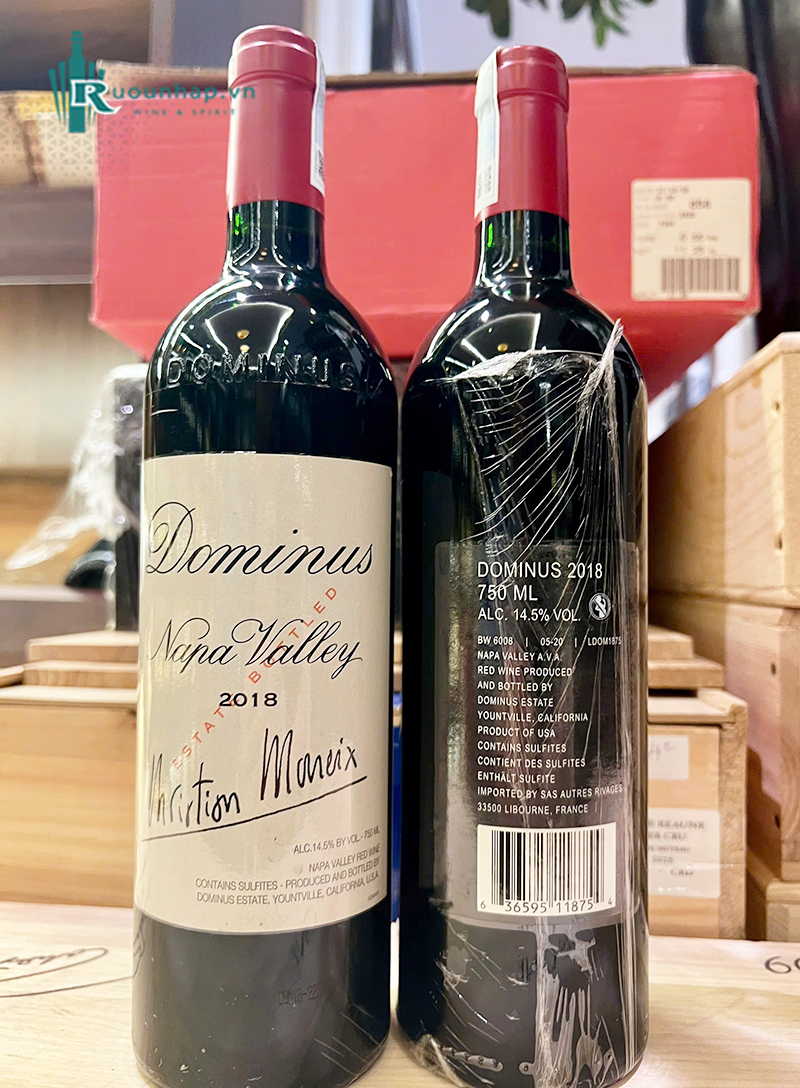 Ruounhap.vn
WINE & SPIRIT
DOMINUS
Dominus
Napa Valley
ESTATE BOTTLED
2018
Christian Moueix
ALC.14.5% BY VOL - 750 ML
NAPA VALLEY RED WINE
CONTAINS SULFITES - PRODUCED AND BOTTLED BY
DOMINUS ESTATE, YOUNTVILLE, CALIFORNIA, U.S.A
DOMINUS 2018
750 ML
ALC. 14.5% VOL.
BW 6008 | 05-20 | LDOM1875
NAPA VALLEY A.V.A.
RED WINE PRODUCED
AND BOTTLED BY
DOMINUS ESTATE
YOUNTVILLE, CALIFORNIA
PRODUCT OF USA
CONTAINS SULFITES
CONTIENT DES SULFITES
ENTHÄLT SULFITE
IMPORTED BY SAS AUTRES RIVAGES
33500 LIBOURNE, FRANCE
6 36595 11875 4